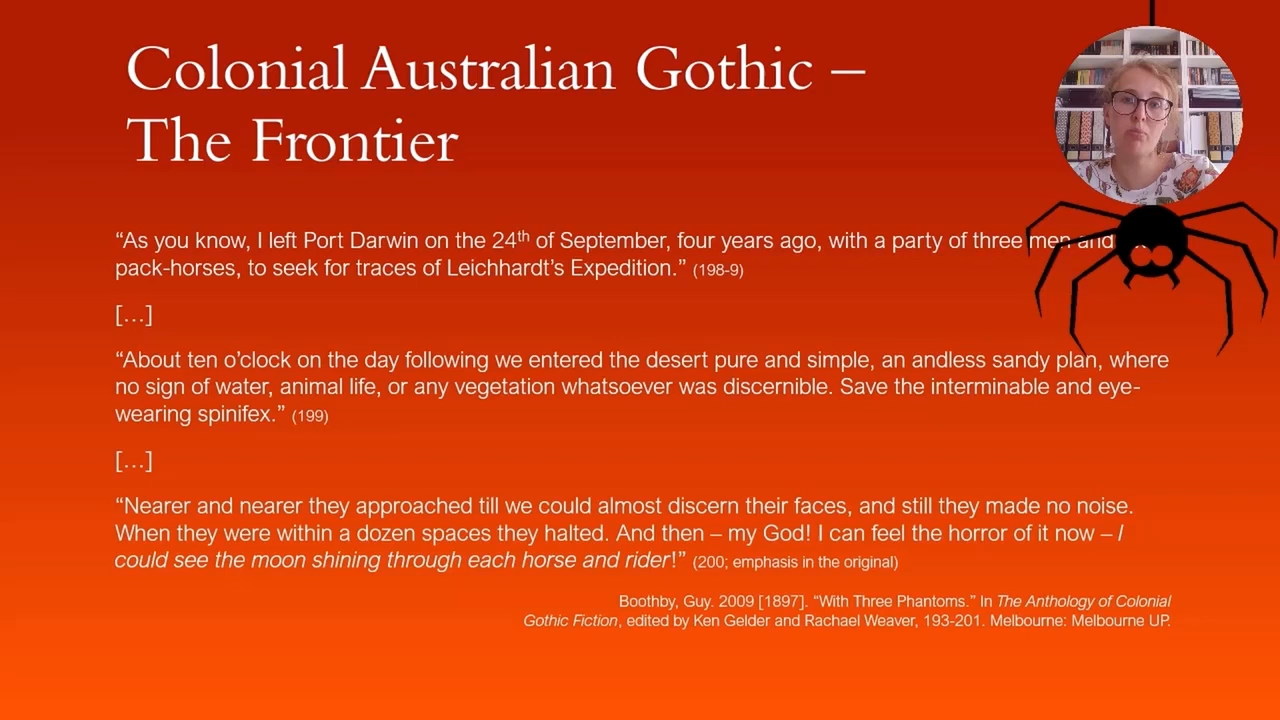 Colonial Australian Gothic –
The Frontier
“As you know, I left Port Darwin on the 24th of September, four years ago, with a party of three men and
pack-horses, to seek for traces of Leichhardt’s Expedition.” (198-9)
[…]
“About ten o’clock on the day following we entered the desert pure and simple, an andless sandy plan, where
no sign of water, animal life, or any vegetation whatsoever was discernible. Save the interminable and eye-
wearing spinifex.” (199)
[…]
“Nearer and nearer they approached till we could almost discern their faces, and still they made no noise.
When they were within a dozen spaces they halted. And then – my God! I can feel the horror of it now – I
could see the moon shining through each horse and rider!” (200; emphasis in the original)
Boothby, Guy. 2009 [1897]. “With Three Phantoms.” In The Anthology of Colonial
Gothic Fiction, edited by Ken Gelder and Rachael Weaver, 193-201. Melbourne: Melbourne UP.